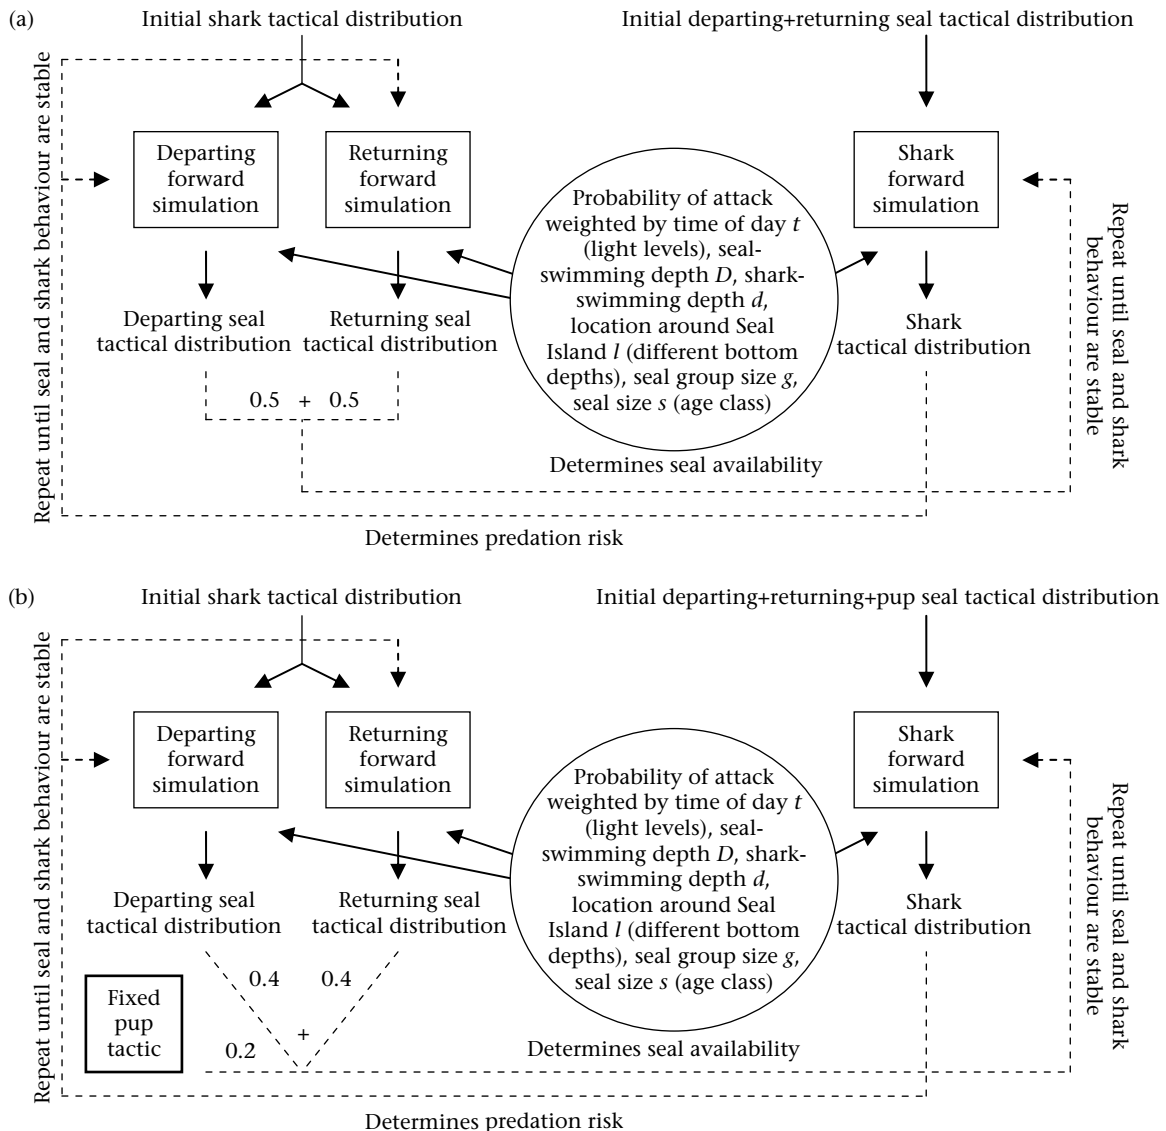 (a)
Initial shark tactical distribution
Initial departing+returning seal tactical distribution
Repeat until seal and shark behaviour are stable
Departing
forward
simulation
Returning
forward
simulation
Probability of attack
weighted by time of day t
(light levels), seal-
swimming depth D, shark-
swimming depth d,
location around Seal
Island l (different bottom
depths), seal group size g,
seal size s (age class)
Shark
forward
simulation
Repeat until seal and shark
behaviour are stable
Departing seal
tactical distribution
Returning seal
tactical distribution
Shark
tactical distribution
0.5 + 0.5
Determines seal availability
Determines predation risk
(b)
Initial shark tactical distribution
Initial departing+returning+pup seal tactical distribution
Repeat until seal and shark behaviour are stable
Departing
forward
simulation
Returning
forward
simulation
Probability of attack
weighted by time of day t
(light levels), seal-
swimming depth D, shark-
swimming depth d,
location around Seal
Island l (different bottom
depths), seal group size g,
seal size s (age class)
Shark
forward
simulation
Repeat until seal and shark
behaviour are stable
Departing seal
tactical distribution
Returning seal
tactical distribution
Shark
tactical distribution
Fixed
pup
tactic
0.4 0.4
+
0.2
Determines seal availability
Determines predation risk